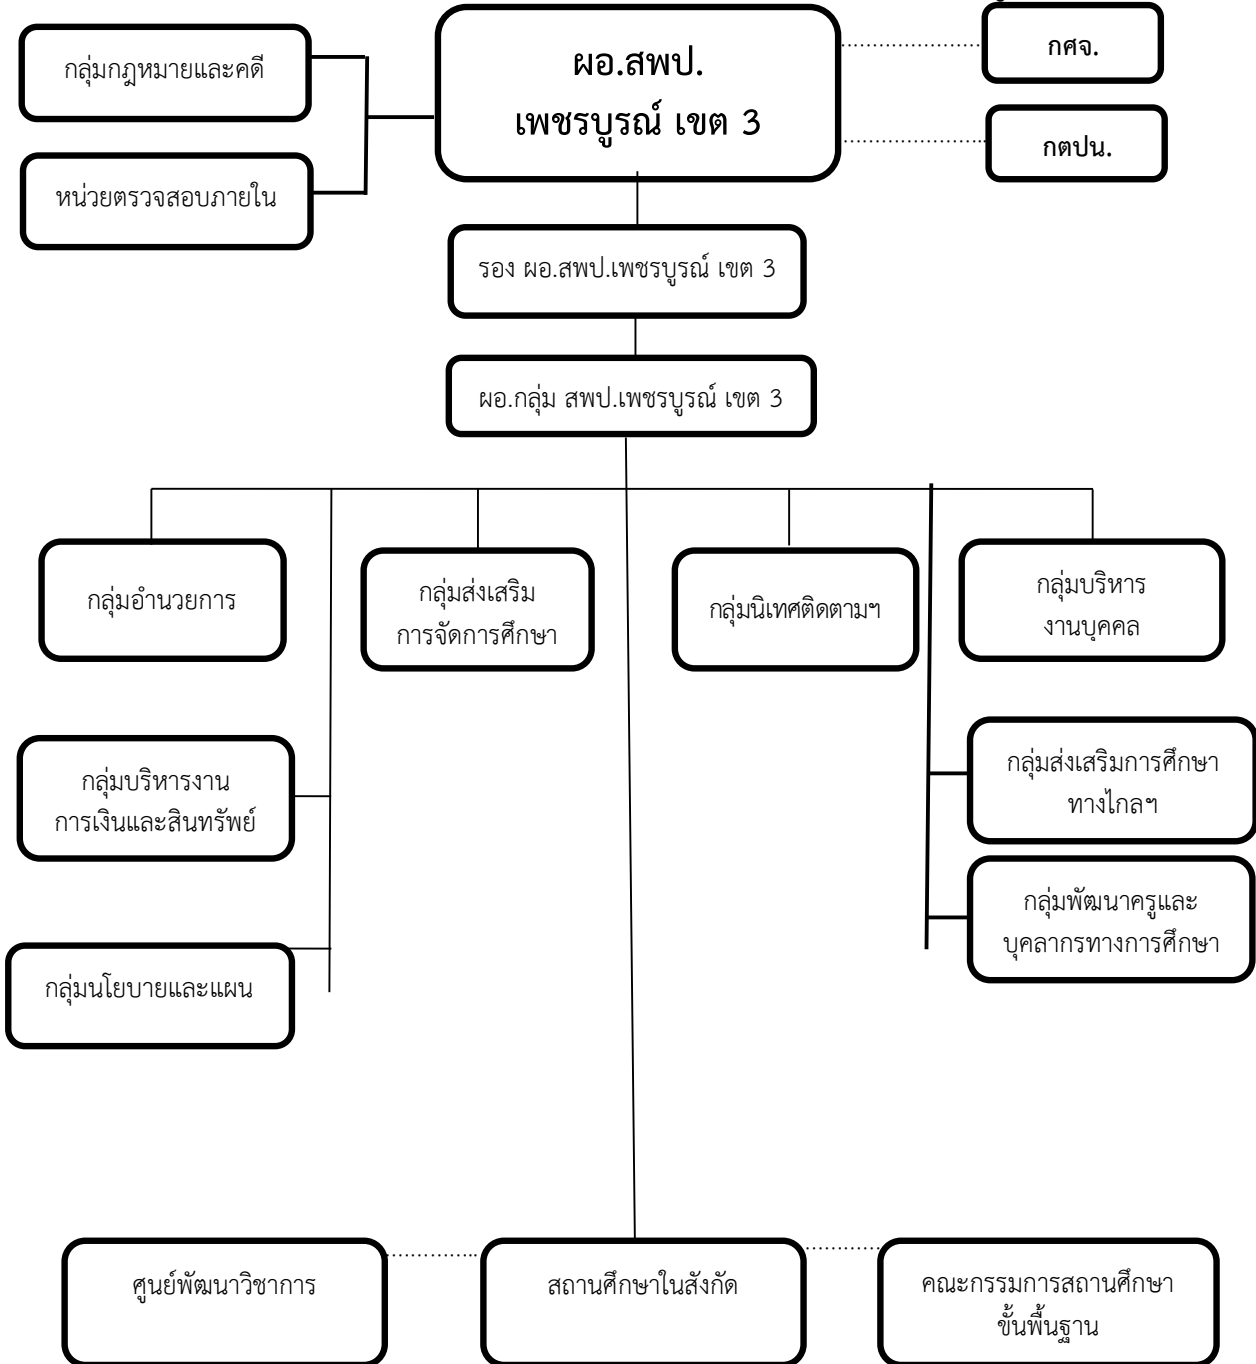 กลุ่มกฎหมายและคดี
ผอ.สพป.
เพชรบูรณ์ เขต 3
กศจ.
กตปน.
หน่วยตรวจสอบภายใน
รอง ผอ.สพป.เพชรบูรณ์ เขต 3
ผอ.กลุ่ม สพป.เพชรบูรณ์ เขต 3
กลุ่มอำนวยการ
กลุ่มส่งเสริม
การจัดการศึกษา
กลุ่มนิเทศติดตามฯ
กลุ่มบริหาร
งานบุคคล
กลุ่มบริหารงาน
การเงินและสินทรัพย์
กลุ่มส่งเสริมการศึกษา
ทางไกลฯ
กลุ่มพัฒนาครูและ
บุคลากรทางการศึกษา
กลุ่มนโยบายและแผน
ศูนย์พัฒนาวิชาการ
สถานศึกษาในสังกัด
คณะกรรมการสถานศึกษา
ขั้นพื้นฐาน